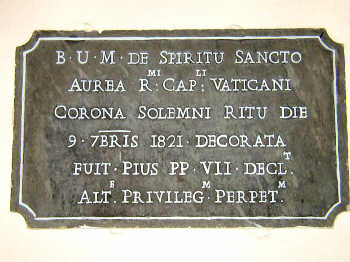 B·U·M·DE SPIRITU SANCTO
AUREA R:MI CAP:LI VATICANI
CORONA SOLEMNI RITU DIE
9·7BRIS 1821·DECORATA
FUIT·PIUS PP·VII·DECL.T
ALT.F PRIVILEG.M PERPET.M